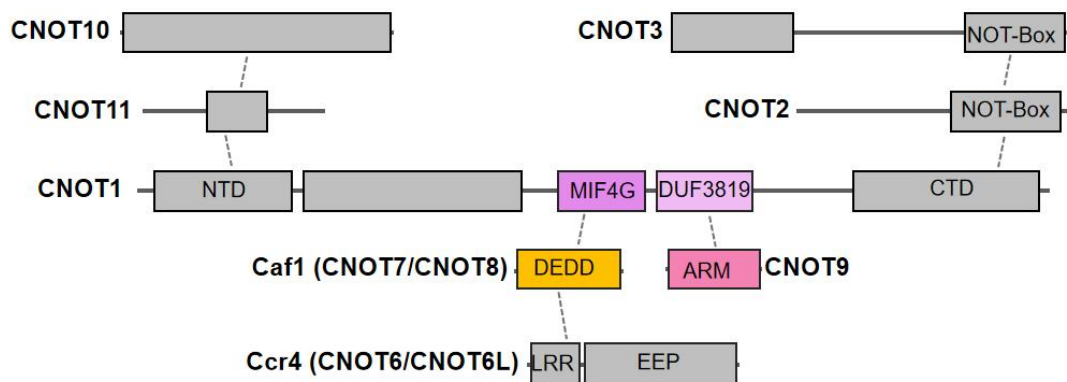 CNOT10
CNOT3 NOT-Box
CNOT11
CNOT2 NOT-Box
CNOT1 NTD MIF4G DUF3819 CTD
Caf1 (CNOT7/CNOT8) DEDD ARM CNOT9
Ccr4 (CNOT6/CNOT6L) LRR EEP